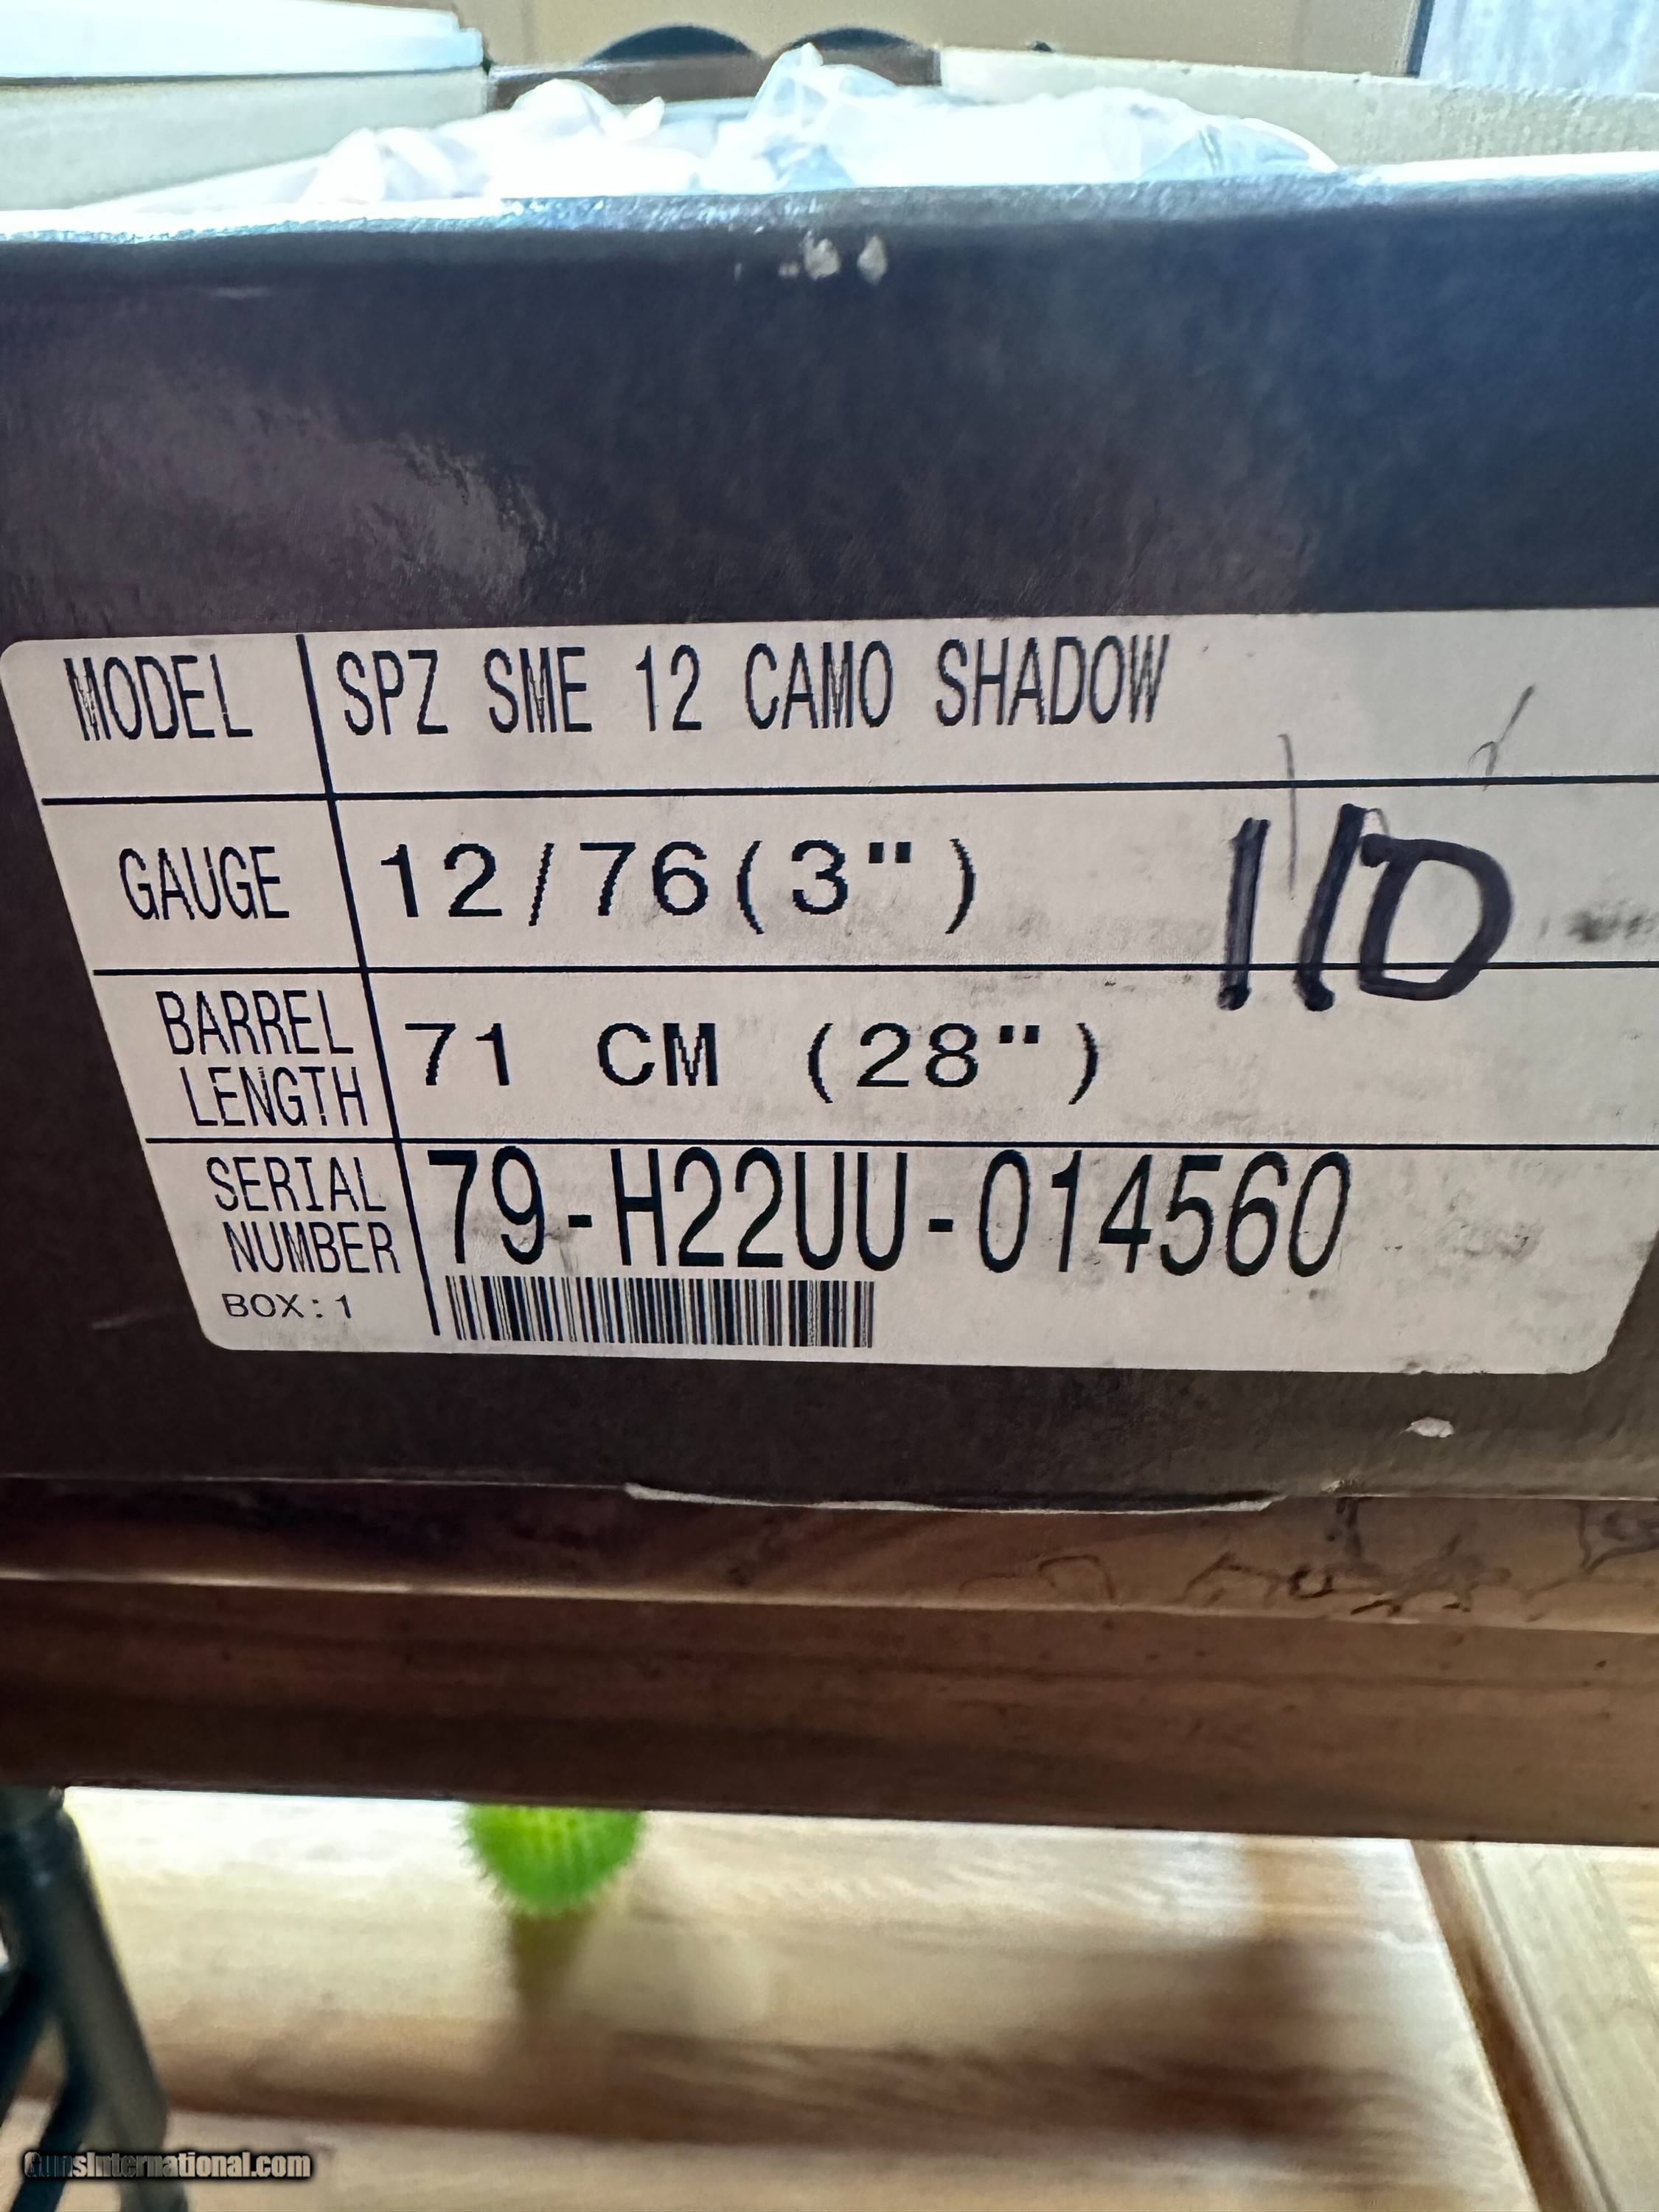 MODEL SPZ SME 12 CAMO SHADOW
GAUGE 12/76(3")
110
BARREL LENGTH 71 CM (28")
SERIAL NUMBER 79-H22UU-014560
BOX:1
GunsInternational.com